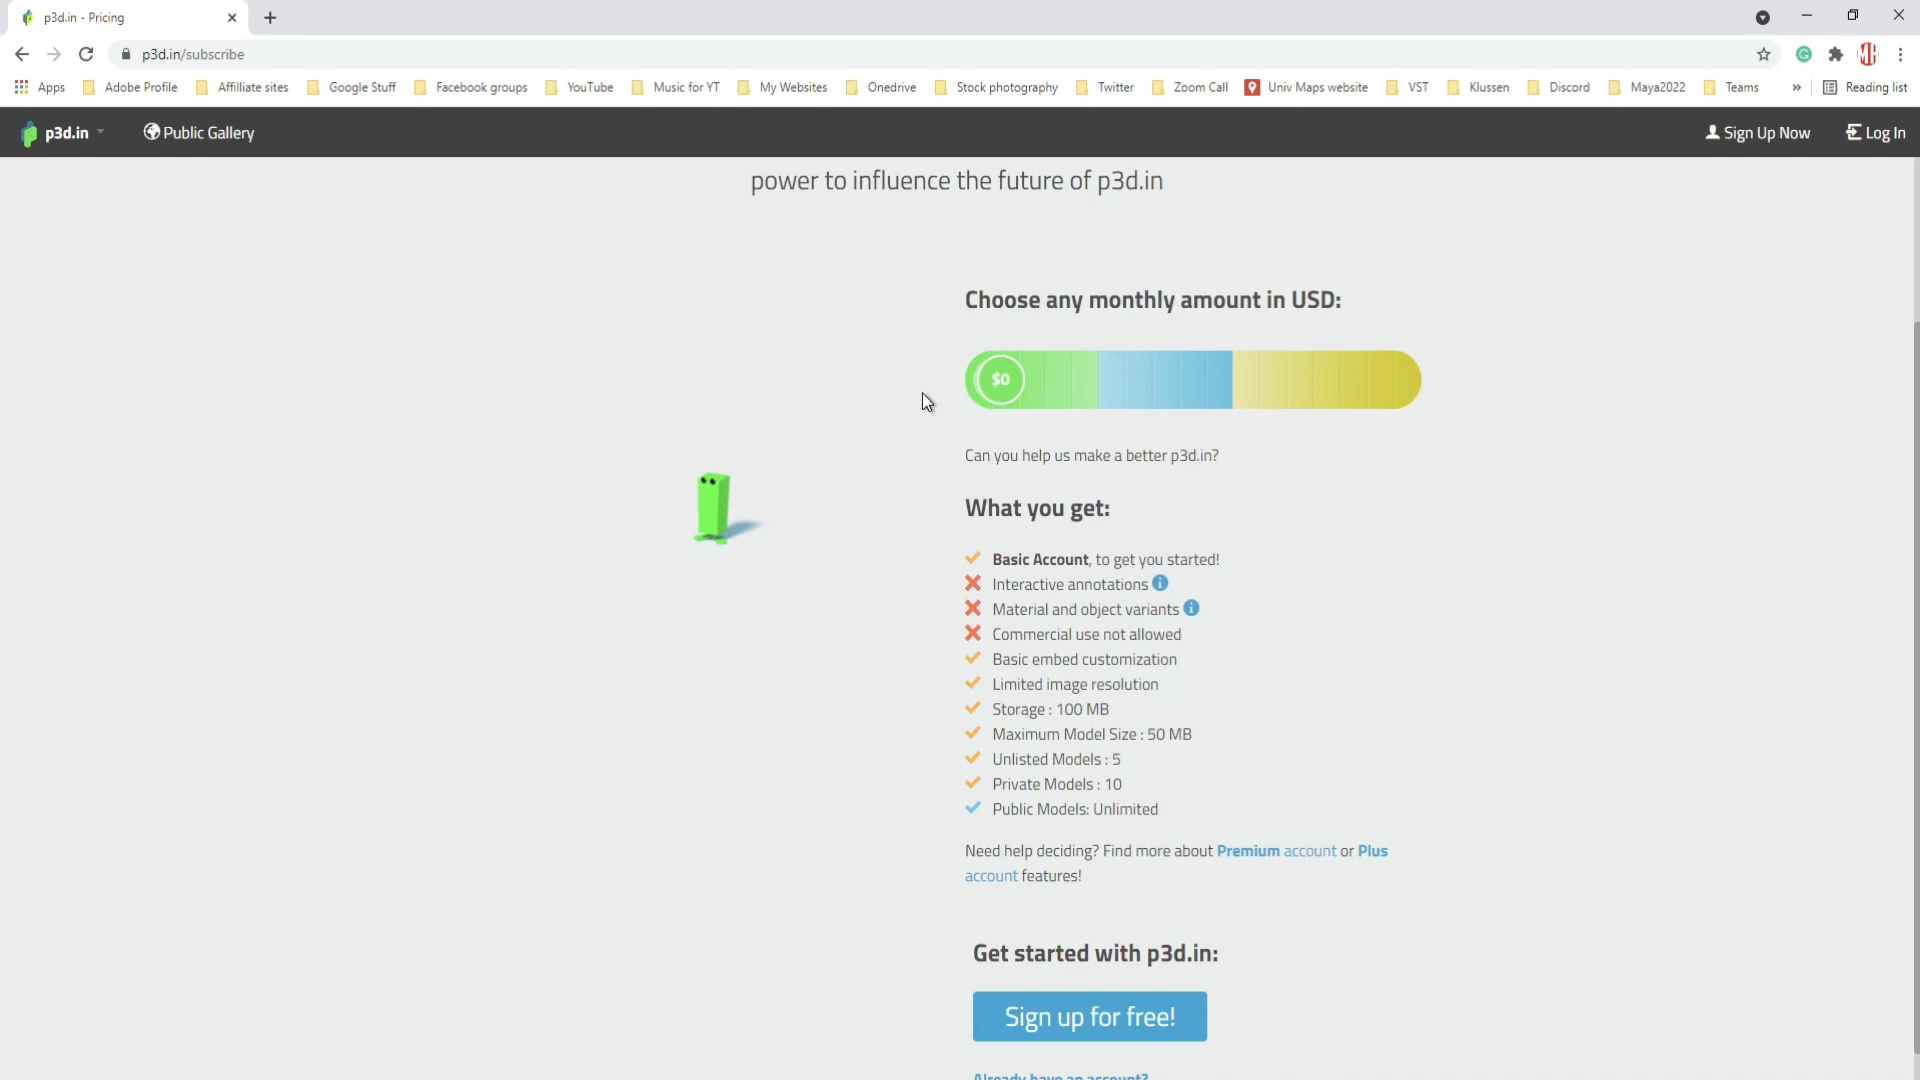 p3d.in - Pricing
p3d.in/subscribe
Apps Adobe Profile Affilliate sites Google Stuff Facebook groups YouTube Music for YT My Websites Onedrive Stock photography Twitter Zoom Call Univ Maps website VST Klussen Discord Maya2022 Teams » Reading list
p3d.in Public Gallery Sign Up Now Log In
power to influence the future of p3d.in
Choose any monthly amount in USD:
$0
Can you help us make a better p3d.in?
What you get:
Basic Account, to get you started!
Interactive annotations
Material and object variants
Commercial use not allowed
Basic embed customization
Limited image resolution
Storage : 100 MB
Maximum Model Size : 50 MB
Unlisted Models : 5
Private Models : 10
Public Models: Unlimited
Need help deciding? Find more about Premium account or Plus
account features!
Get started with p3d.in:
Sign up for free!
Already have an account?